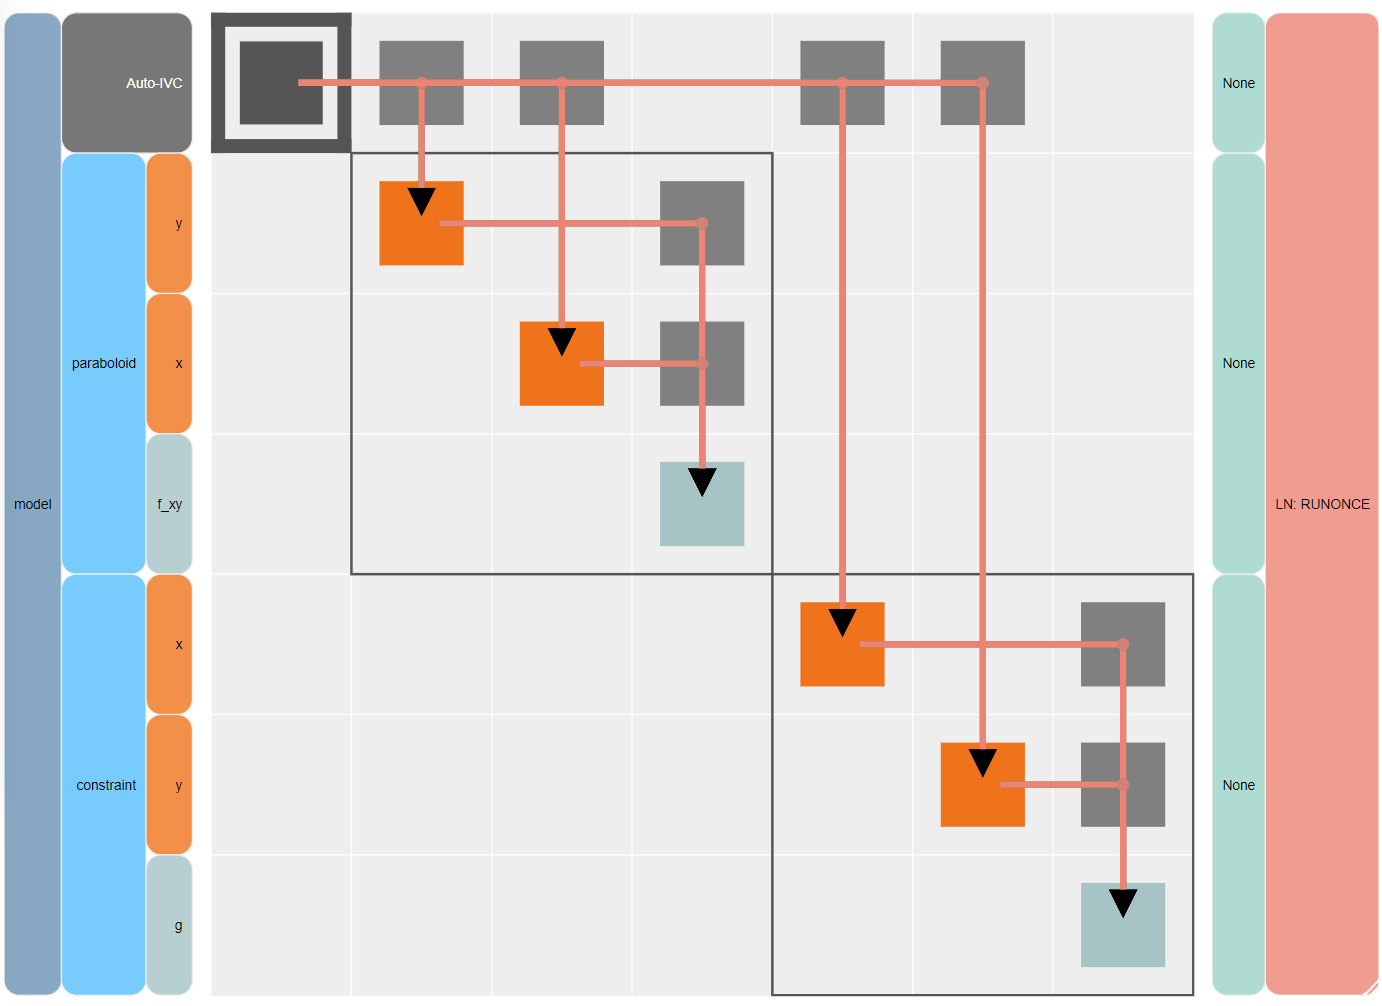 Auto-IVC
None
y
paraboloid
x
None
model
f_xy
LN: RUNONCE
x
constraint
y
None
g